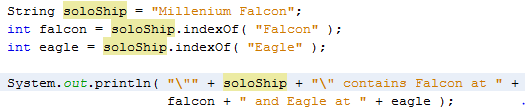 String soloShip = "Millenium Falcon";
int falcon = soloShip.indexOf( "Falcon" );
int eagle = soloShip.indexOf( "Eagle" );
System.out.println( "\"" + soloShip + "\" contains Falcon at " +
falcon + " and Eagle at " + eagle );